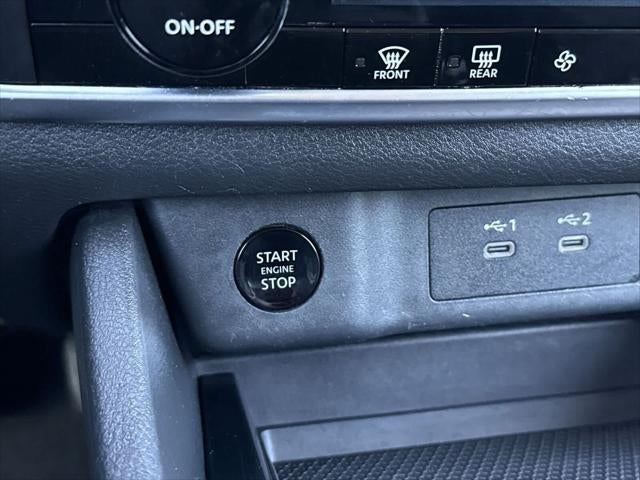 ON·OFF
FRONT
REAR
START
ENGINE
STOP
1
2